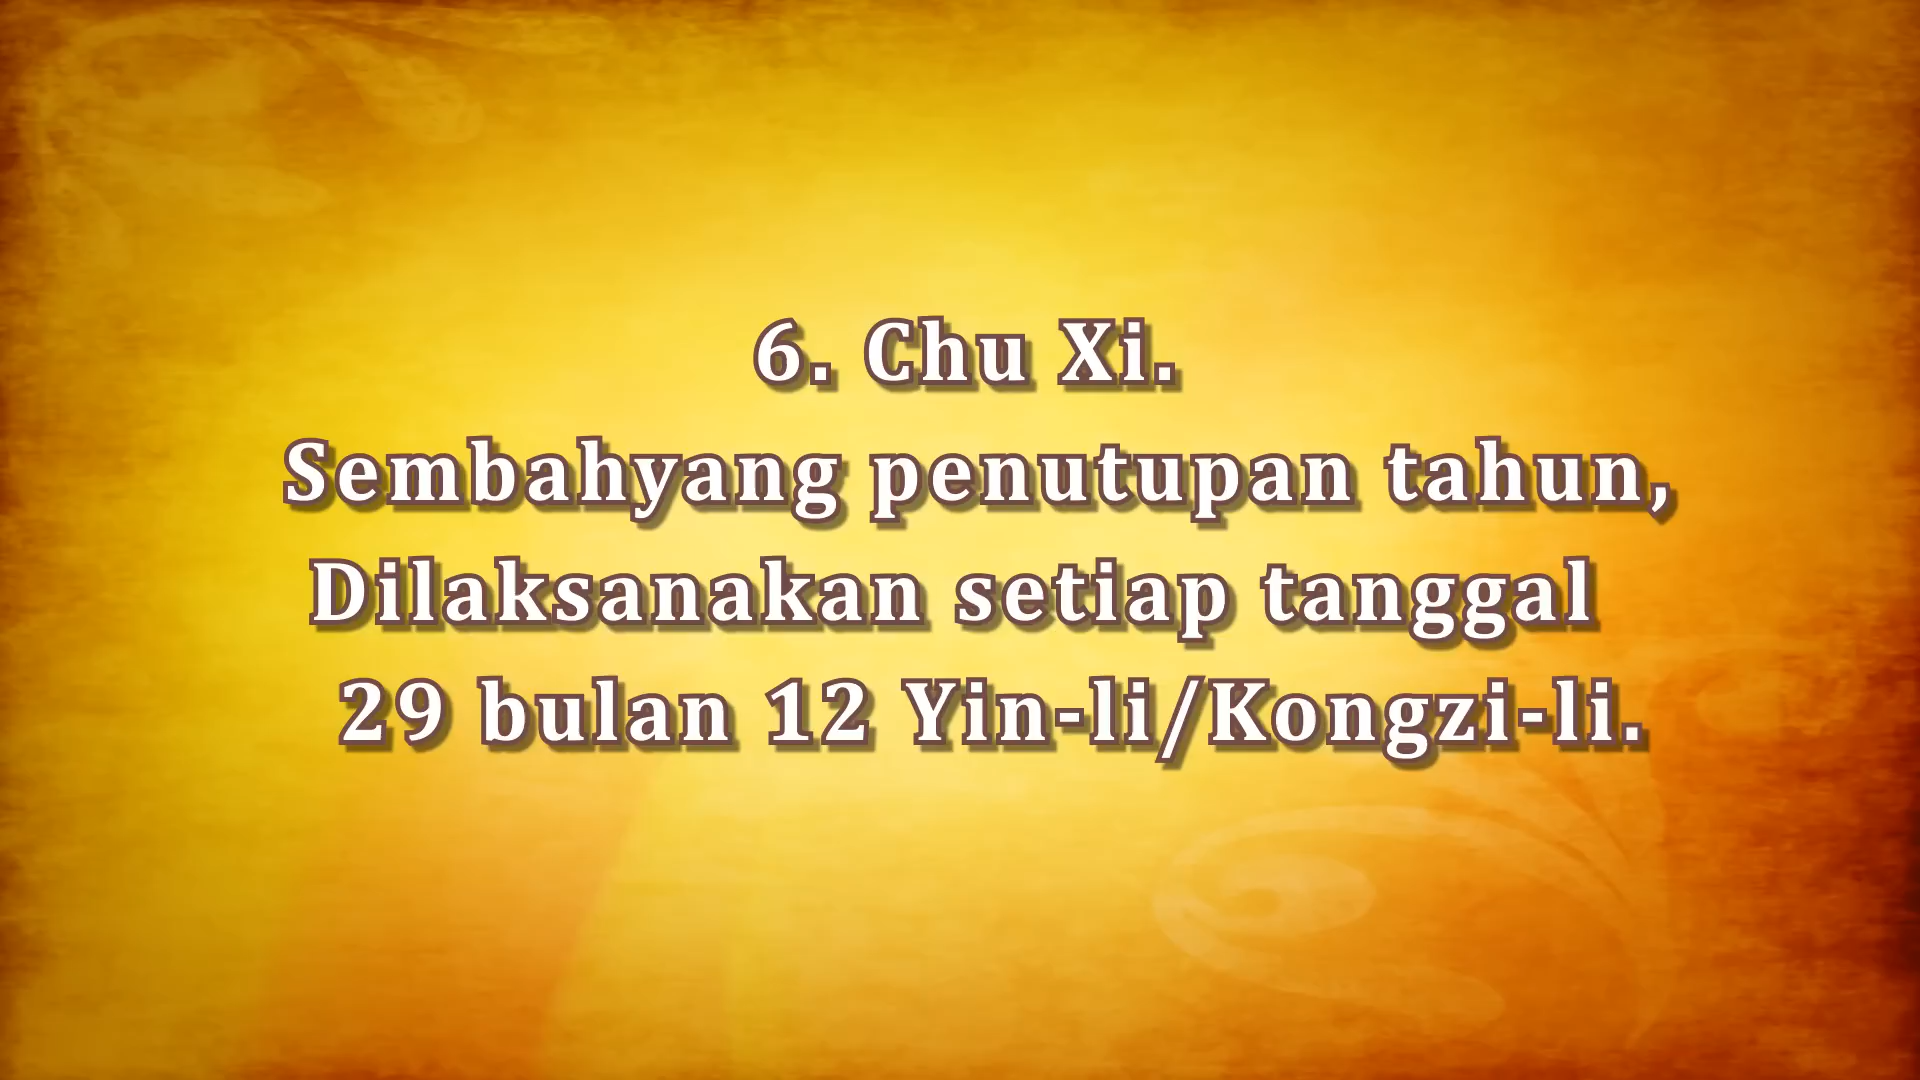 6. Chu Xi.
Sembahyang penutupan tahun,
Dilaksanakan setiap tanggal
29 bulan 12 Yin-li/Kongzi-li.